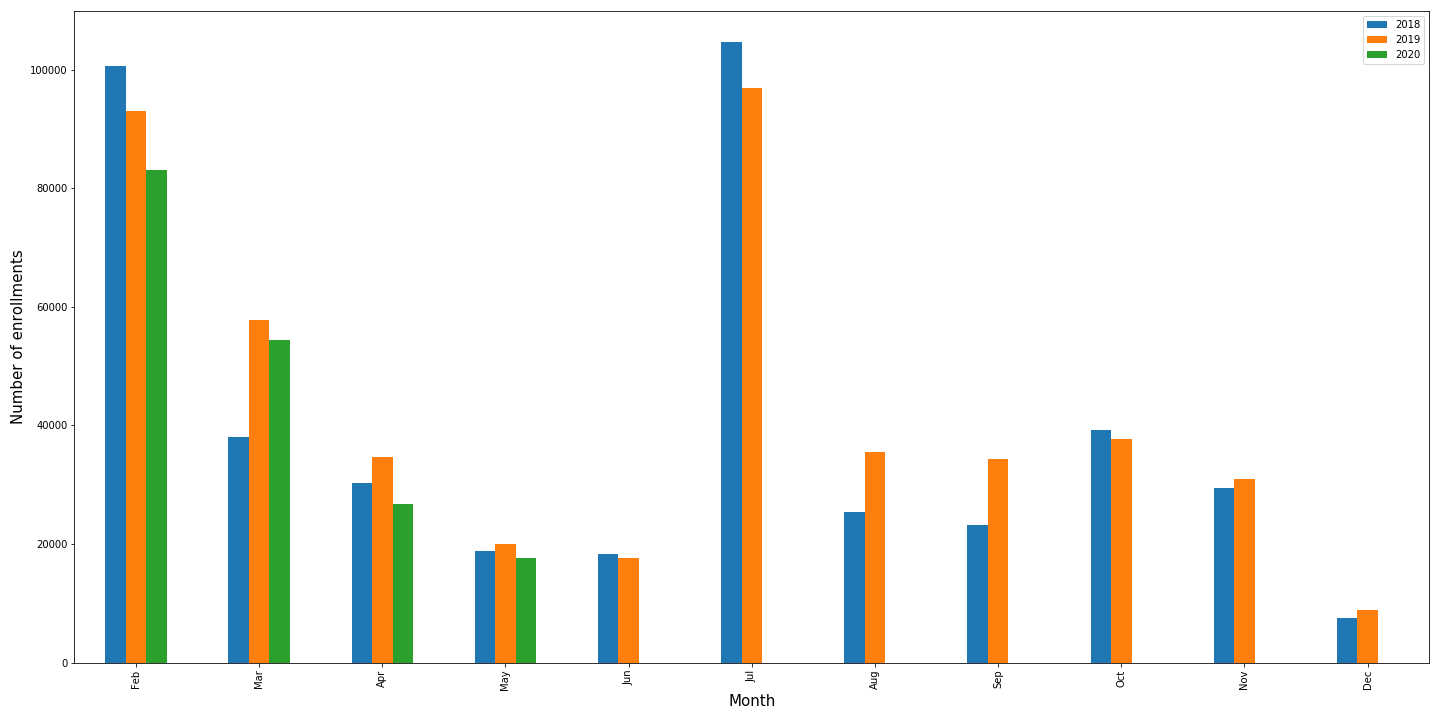 2018
2019
2020
100000
80000
60000
40000
20000
0
Number of enrollments
Feb
Mar
Apr
May
Jun
Jul
Aug
Sep
Oct
Nov
Dec
Month